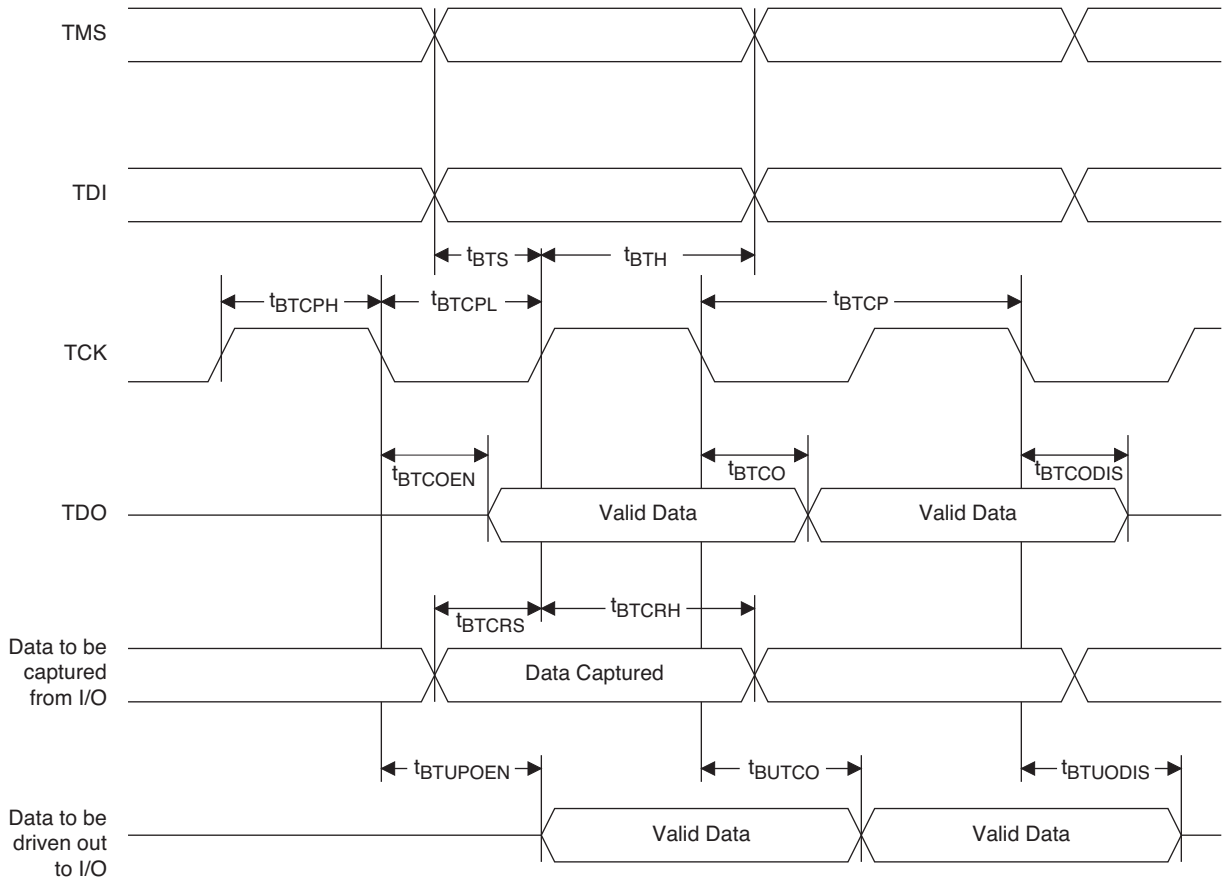 TMS
TDI
tBTS
tBTH
tBTCPH
tBTCPL
tBTCP
TCK
tBTCOEN
tBTCO
tBTCODIS
TDO
Valid Data
Valid Data
tBTCRS
tBTCRH
Data to be
captured
from I/O
Data Captured
tBTUPOEN
tBUTCO
tBTUODIS
Data to be
driven out
to I/O
Valid Data
Valid Data